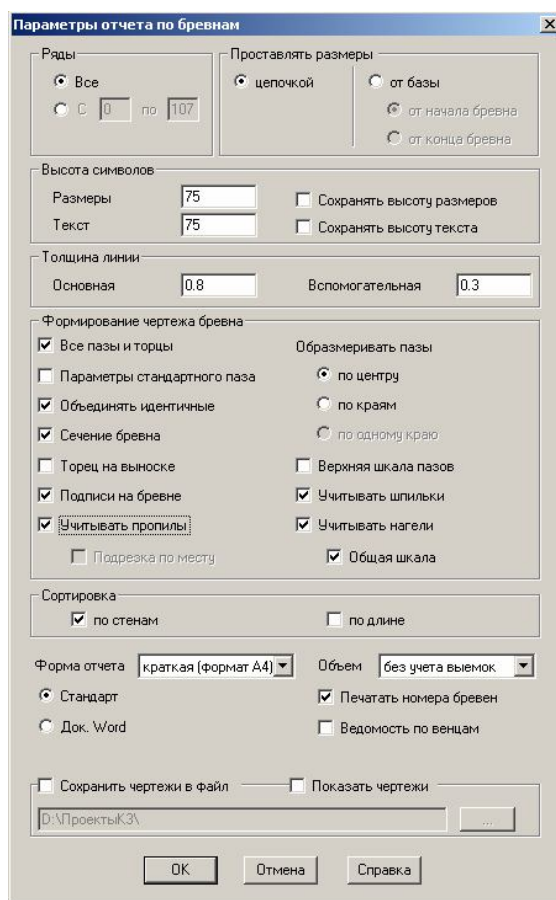 Параметры отчета по бревнам
Ряды
Все
С 0 по 107
Проставлять размеры
цепочкой
от базы
от начала бревна
от конца бревна
Высота символов
Размеры 75
Сохранять высоту размеров
Текст 75
Сохранять высоту текста
Толщина линии
Основная 0.8
Вспомогательная 0.3
Формирование чертежа бревна
Все пазы и торцы
Параметры стандартного паза
Объединять идентичные
Сечение бревна
Торец на выноске
Подписи на бревне
Учитывать пропилы
Подрезка по месту
Образмеривать пазы
по центру
по краям
по одному краю
Верхняя шкала пазов
Учитывать шпильки
Учитывать нагели
Общая шкала
Сортировка
по стенам
по длине
Форма отчета краткая (формат А4)
Объем без учета выемок
Стандарт
Печатать номера бревен
Док. Word
Ведомость по венцам
Сохранить чертежи в файл
Показать чертежи
D:\ПроектыК3\
...
OK
Отмена
Справка